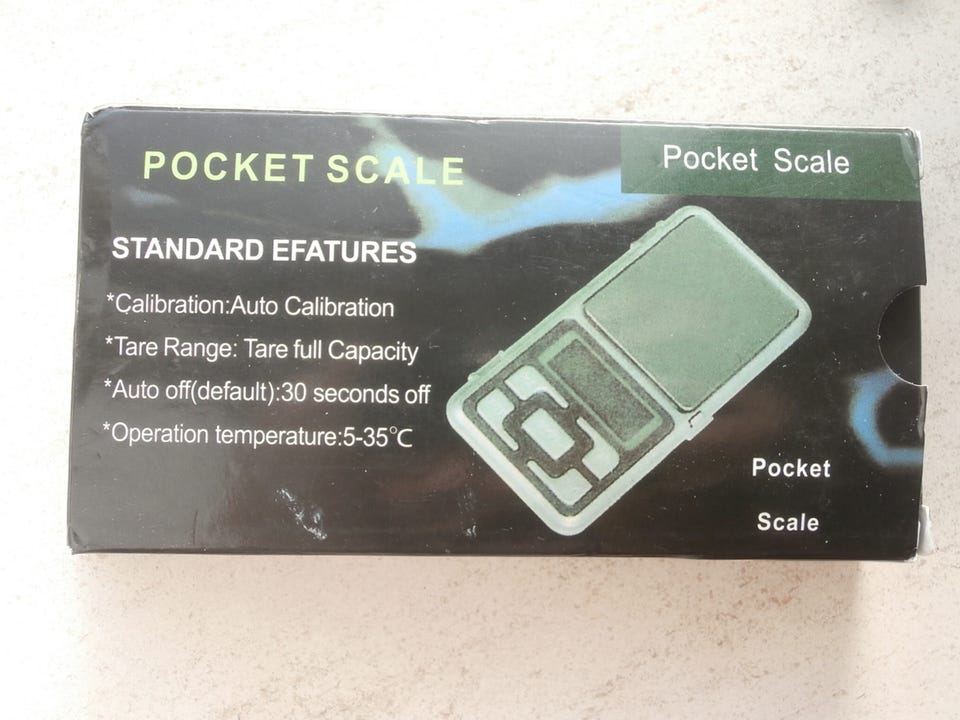 POCKET SCALE
Pocket Scale
STANDARD EFATURES
*Calibration:Auto Calibration
*Tare Range: Tare full Capacity
*Auto off(default):30 seconds off
*Operation temperature:5-35℃
Pocket
Scale